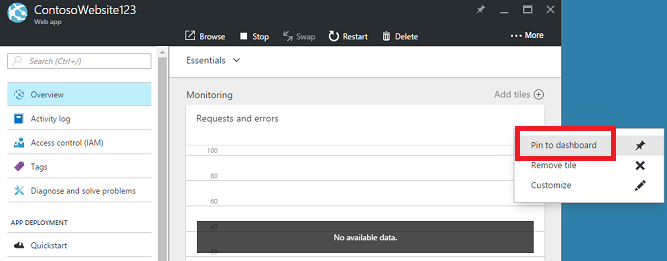 ContosoWebsite123
Web app
Browse
Stop
Swap
Restart
Delete
••• More
Search (Ctrl+/)
Overview
Activity log
Access control (IAM)
Tags
Diagnose and solve problems
APP DEPLOYMENT
Quickstart
Essentials
Monitoring
Add tiles
Requests and errors
100
80
60
40
No available data.
Pin to dashboard
Remove tile
Customize